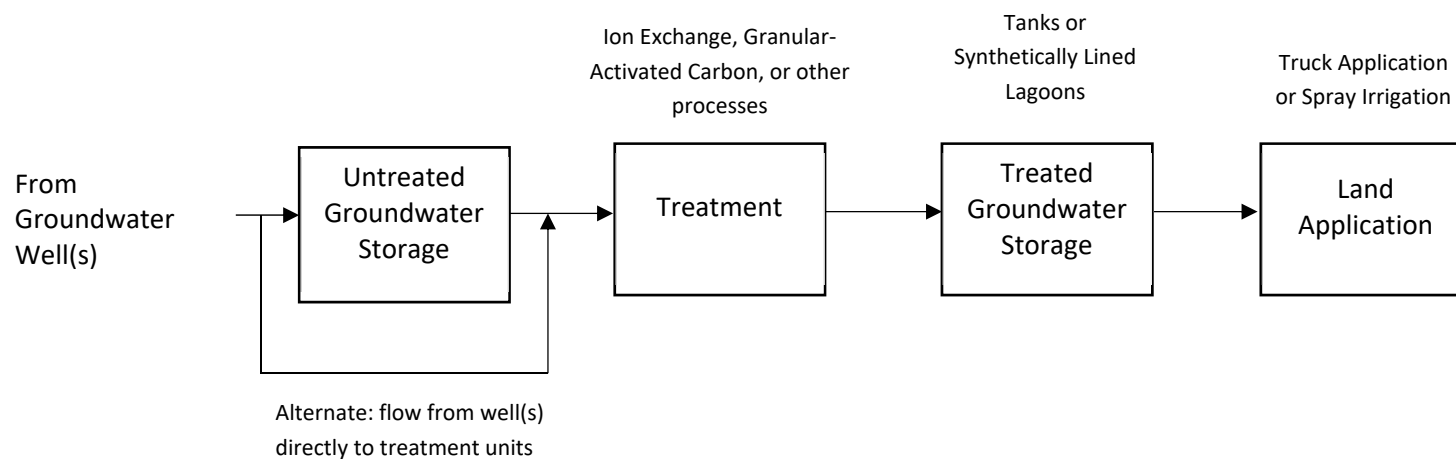 From
Groundwater
Well(s)
Untreated
Groundwater
Storage
Alternate: flow from well(s)
directly to treatment units
Ion Exchange, Granular-
Activated Carbon, or other
processes
Treatment
Tanks or
Synthetically Lined
Lagoons
Treated
Groundwater
Storage
Truck Application
or Spray Irrigation
Land
Application